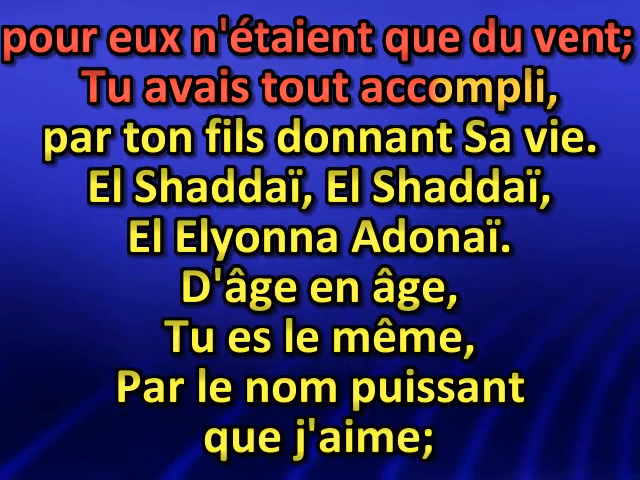 pour eux n'étaient que du vent;
Tu avais tout accompli,
par ton fils donnant Sa vie.
El Shaddaï, El Shaddaï,
El Elyonna Adonaï.
D'âge en âge,
Tu es le même,
Par le nom puissant
que j'aime;